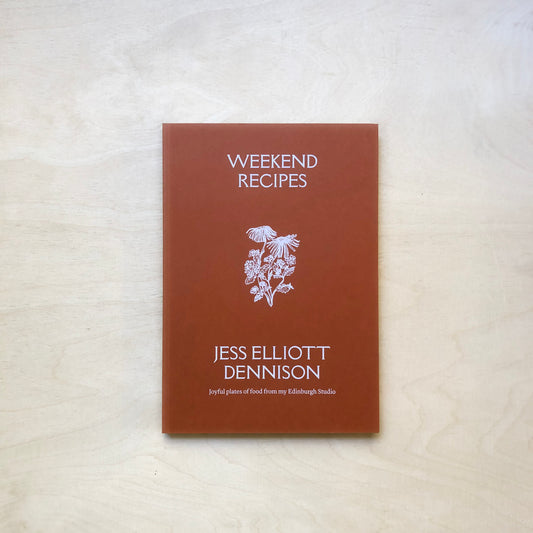 WEEKEND
RECIPES
JESS ELLIOTT
DENNISON
Joyful plates of food from my Edinburgh Studio